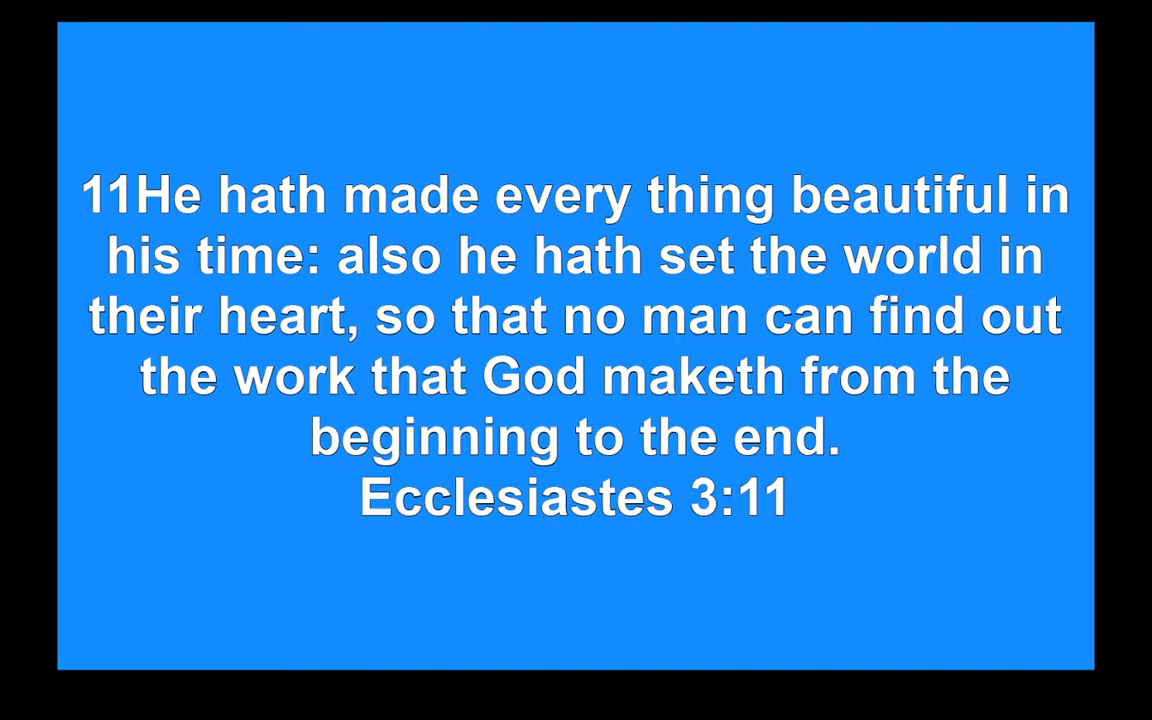 11He hath made every thing beautiful in
his time: also he hath set the world in
their heart, so that no man can find out
the work that God maketh from the
beginning to the end.
Ecclesiastes 3:11